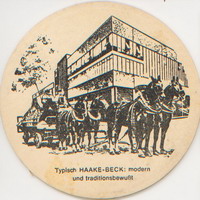 Typisch HAAKE-BECK: modern
und traditionsbewußt